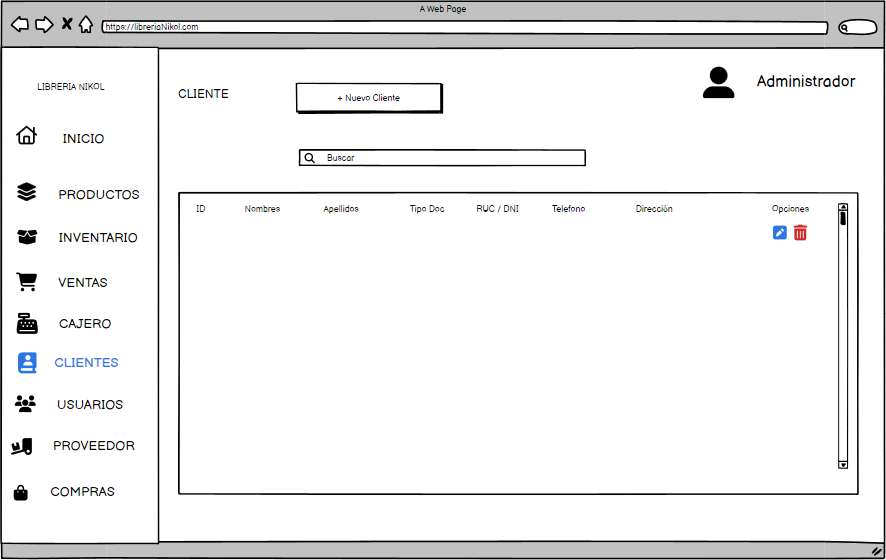 A Web Page
https://libreriaNikol.com
LIBRERIA NIKOL
INICIO
PRODUCTOS
INVENTARIO
VENTAS
CAJERO
CLIENTES
USUARIOS
PROVEEDOR
COMPRAS
CLIENTE
+ Nuevo Cliente
Administrador
Buscar
ID Nombres Apellidos Tipo Doc RUC / DNI Telefono Dirección Opciones